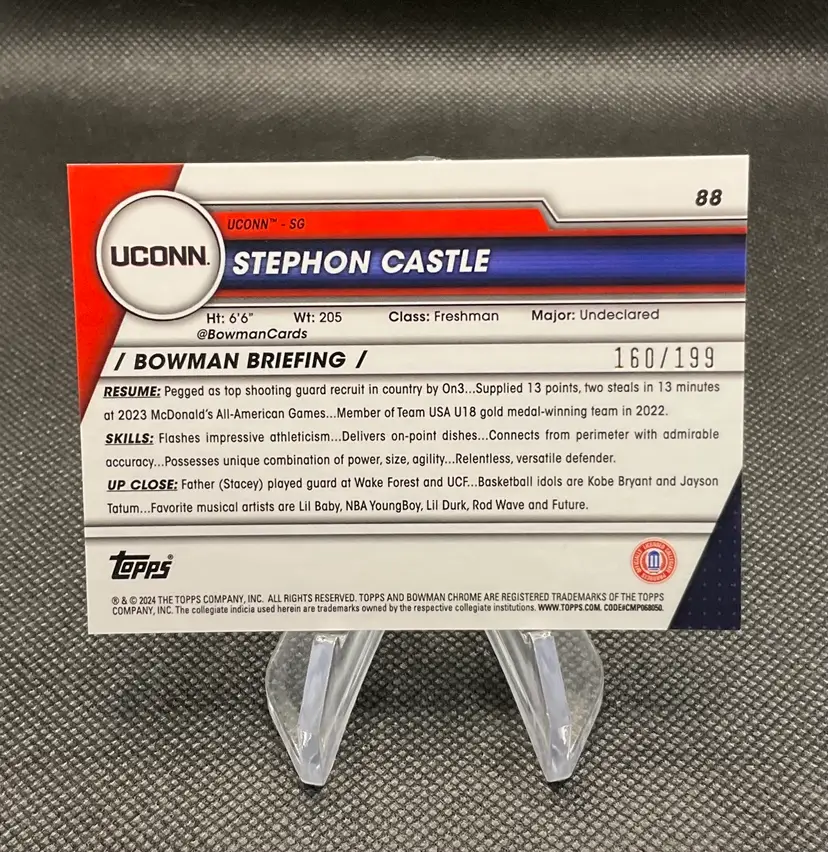 88
UCONN™ - SG
UCONN.
STEPHON CASTLE
Ht: 6'6" Wt: 205 Class: Freshman Major: Undeclared
@BowmanCards
/ BOWMAN BRIEFING / 160/199
RESUME: Pegged as top shooting guard recruit in country by On3...Supplied 13 points, two steals in 13 minutes
at 2023 McDonald's All-American Games...Member of Team USA U18 gold medal-winning team in 2022.
SKILLS: Flashes impressive athleticism...Delivers on-point dishes...Connects from perimeter with admirable
accuracy...Possesses unique combination of power, size, agility...Relentless, versatile defender.
UP CLOSE: Father (Stacey) played guard at Wake Forest and UCF...Basketball idols are Kobe Bryant and Jayson
Tatum...Favorite musical artists are Lil Baby, NBA YoungBoy, Lil Durk, Rod Wave and Future.
Topps®
OFFICIALLY LICENSED COLLEGIATE PRODUCTS
® & © 2024 THE TOPPS COMPANY, INC. ALL RIGHTS RESERVED. TOPPS AND BOWMAN CHROME ARE REGISTERED TRADEMARKS OF THE TOPPS
COMPANY, INC. The collegiate indicia used herein are trademarks owned by the respective collegiate institutions. WWW.TOPPS.COM. CODE#CMP068050.